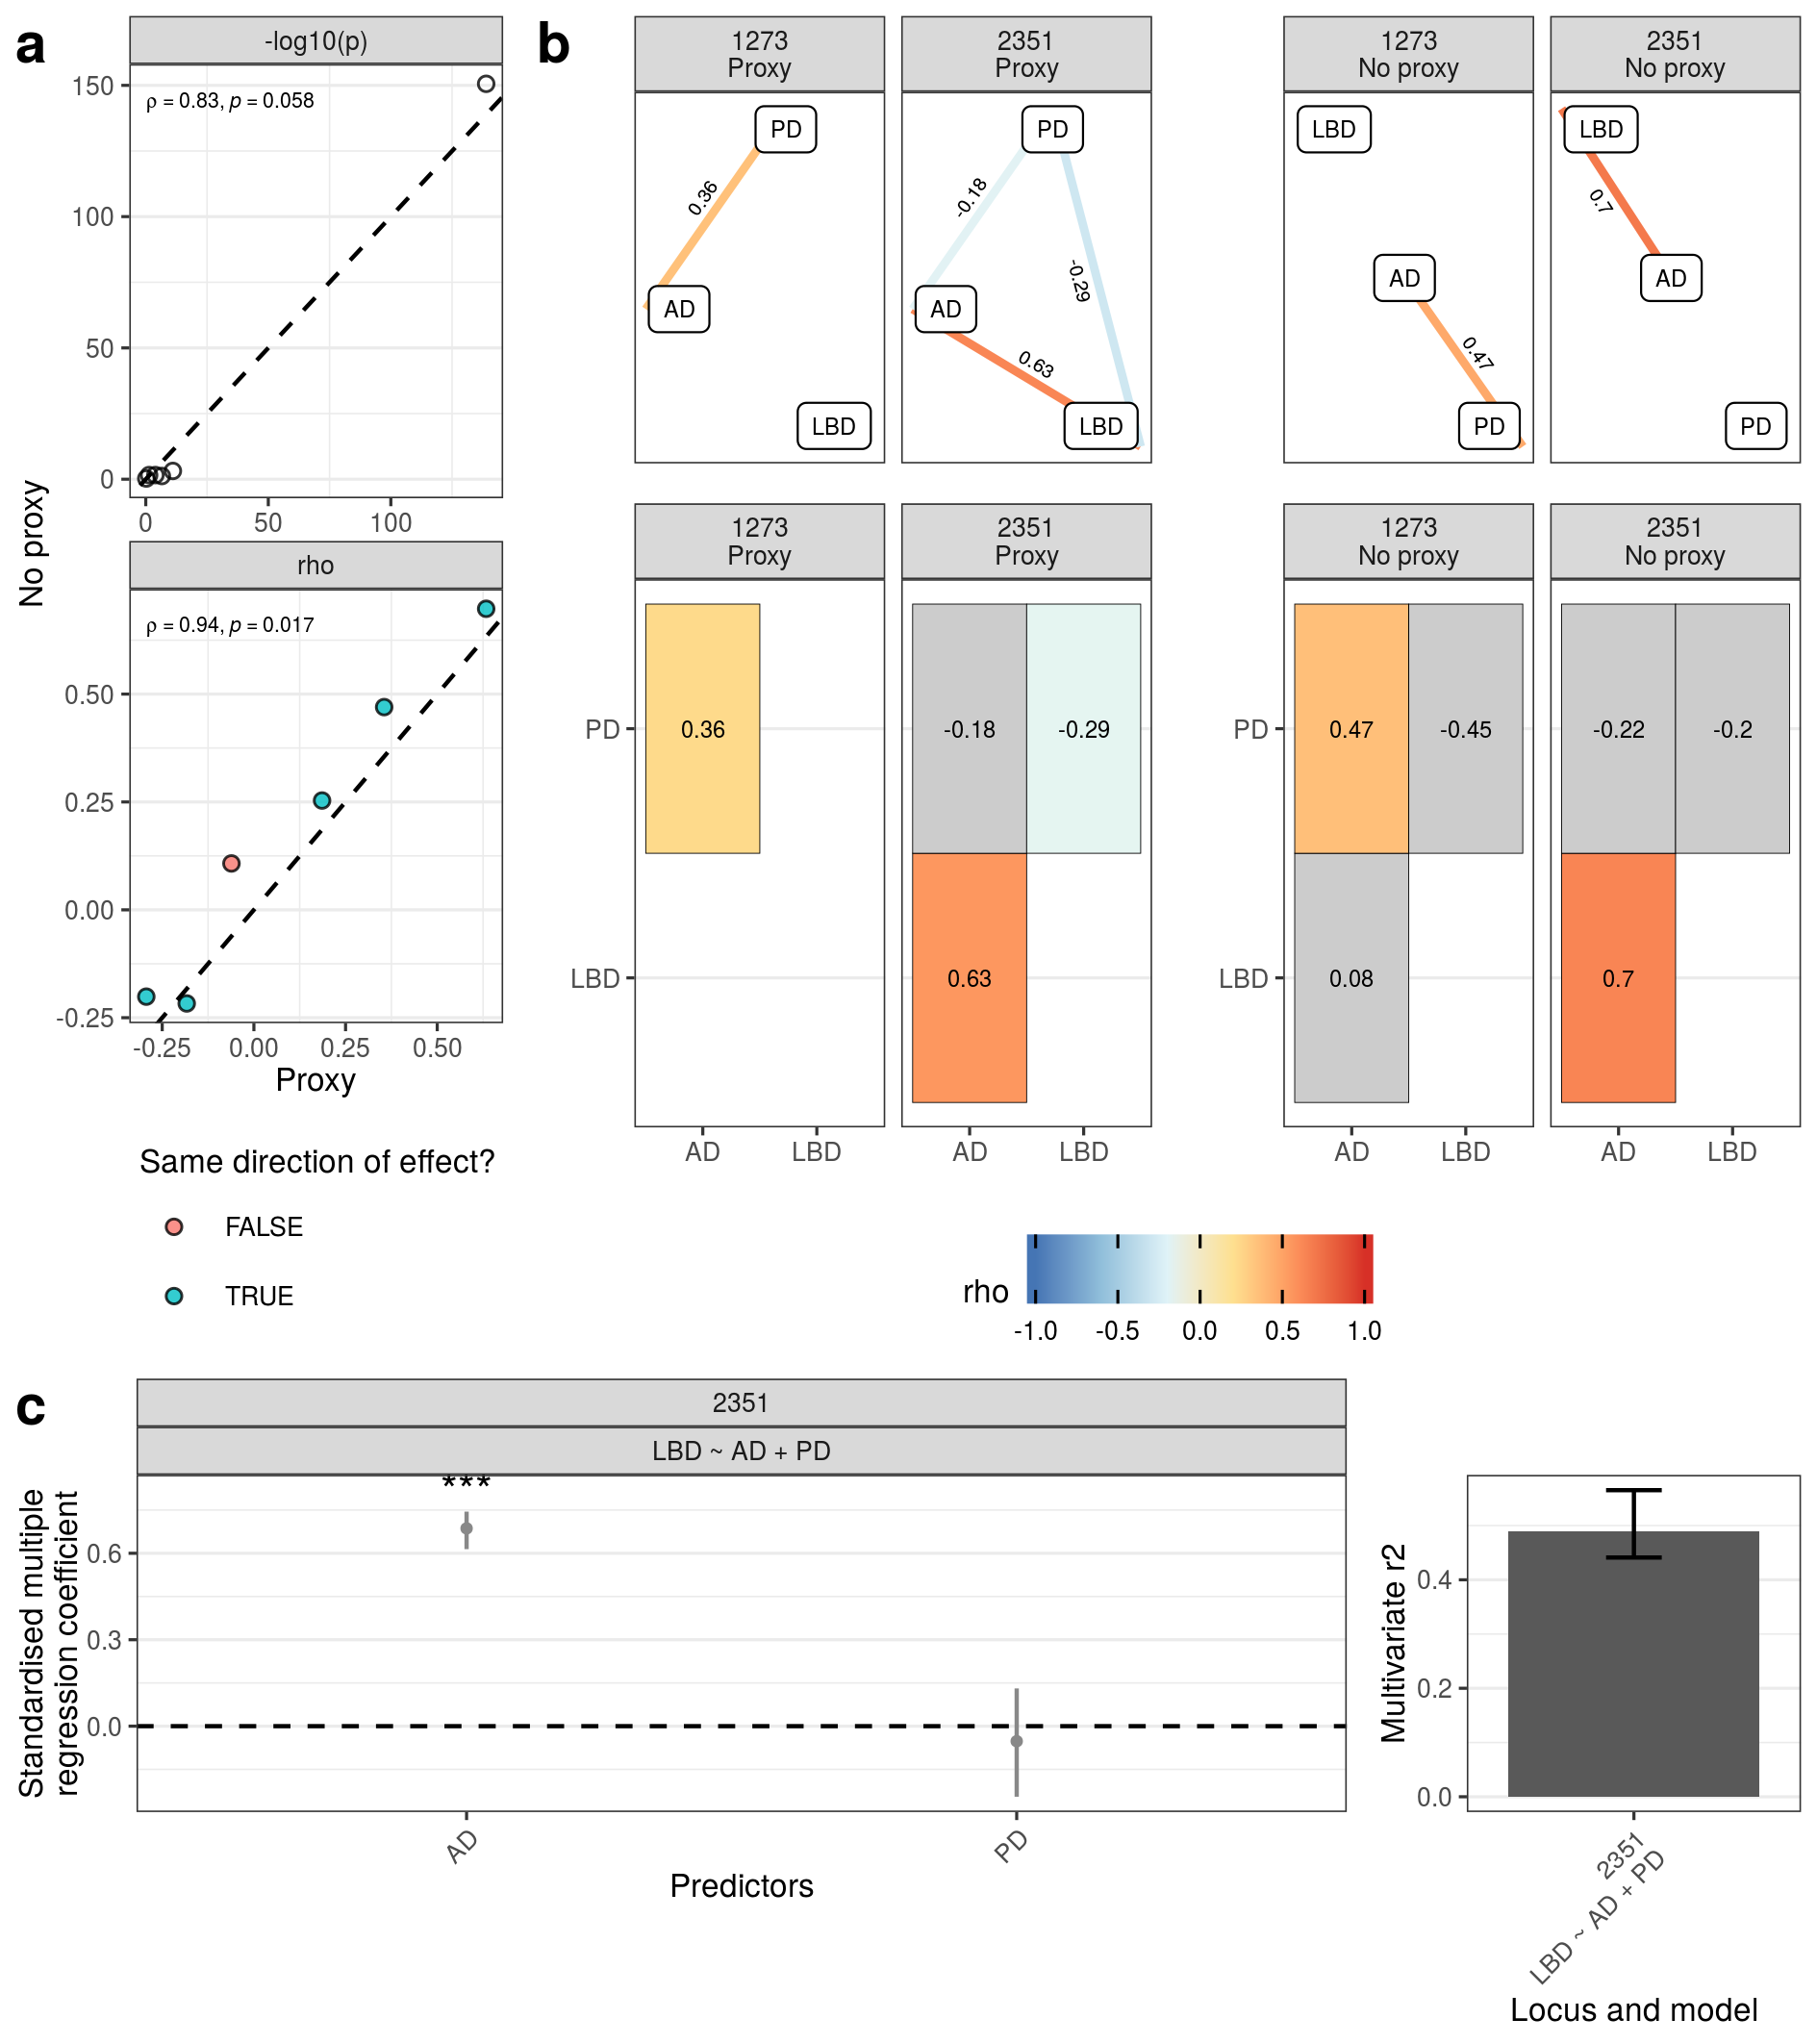 a
-log10(p)
ρ = 0.83, p = 0.058
150
100
50
0
0 50 100
rho
ρ = 0.94, p = 0.017
0.50
0.25
0.00
-0.25
-0.25 0.00 0.25 0.50
No proxy
Proxy
Same direction of effect?
FALSE
TRUE
b
1273
Proxy
PD
0.36
AD
LBD
2351
Proxy
PD
-0.18
-0.29
AD
0.63
LBD
1273
No proxy
LBD
AD
0.47
PD
2351
No proxy
LBD
0.7
AD
PD
1273
Proxy
2351
Proxy
PD
0.36
-0.18 -0.29
LBD
0.63
AD LBD
AD LBD
1273
No proxy
2351
No proxy
PD
0.47 -0.45
-0.22 -0.2
LBD
0.08
0.7
AD LBD
AD LBD
rho
-1.0 -0.5 0.0 0.5 1.0
c
2351
LBD ~ AD + PD
***
Standardised multiple
regression coefficient
0.6
0.3
0.0
AD
PD
Predictors
Multivariate r2
0.4
0.2
0.0
2351
LBD ~ AD + PD
Locus and model